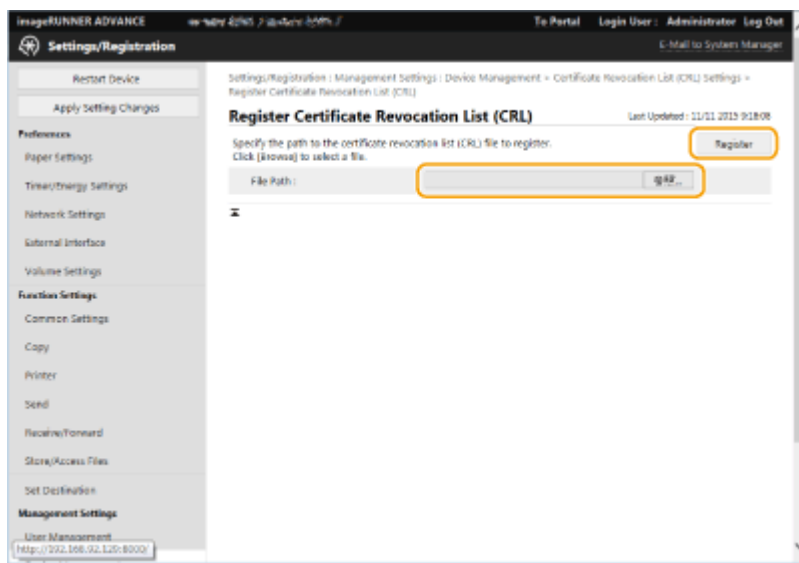 imageRUNNER ADVANCE
To Portal Login User : Administrator Log Out
Settings/Registration
E-Mail to System Manager
Restart Device
Apply Setting Changes
Preferences
Paper Settings
Timer/Energy Settings
Network Settings
External Interface
Volume Settings
Function Settings
Common Settings
Copy
Printer
Send
Receive/Forward
Store/Access Files
Set Destination
Management Settings
User Management
http://192.168.92.129:8000/
Settings/Registration : Management Settings : Device Management > Certificate Revocation List (CRL) Settings >
Register Certificate Revocation List (CRL)
Register Certificate Revocation List (CRL)
Last Updated : 11/11 2015 9:18:08
Specify the path to the certificate revocation list (CRL) file to register.
Click [Browse] to select a file.
Register
File Path :